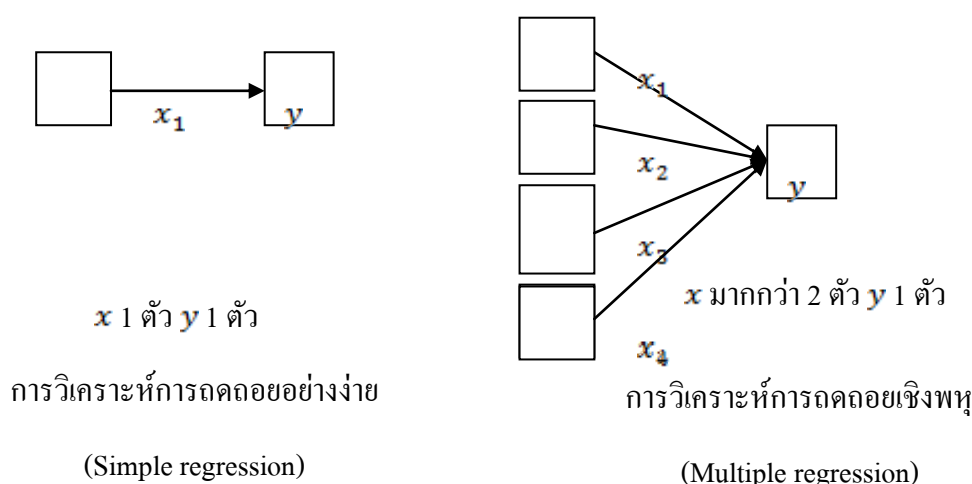 x₁ y
x 1 ตัว y 1 ตัว
การวิเคราะห์การถดถอยอย่างง่าย
(Simple regression)
x₁
x₂
x₃
x₄
y
x มากกว่า 2 ตัว y 1 ตัว
การวิเคราะห์การถดถอยเชิงพหุ
(Multiple regression)